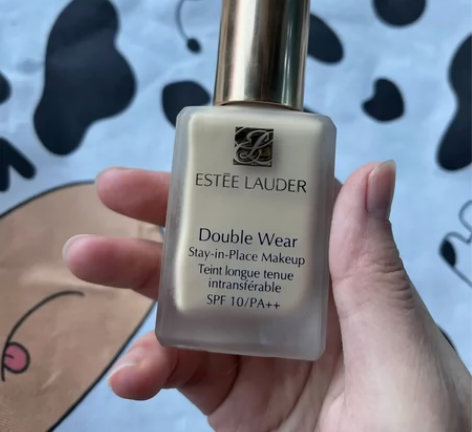 ESTĒE LAUDER
Double Wear
Stay-in-Place Makeup
Teint longue tenue
intransférable
SPF 10/PA++